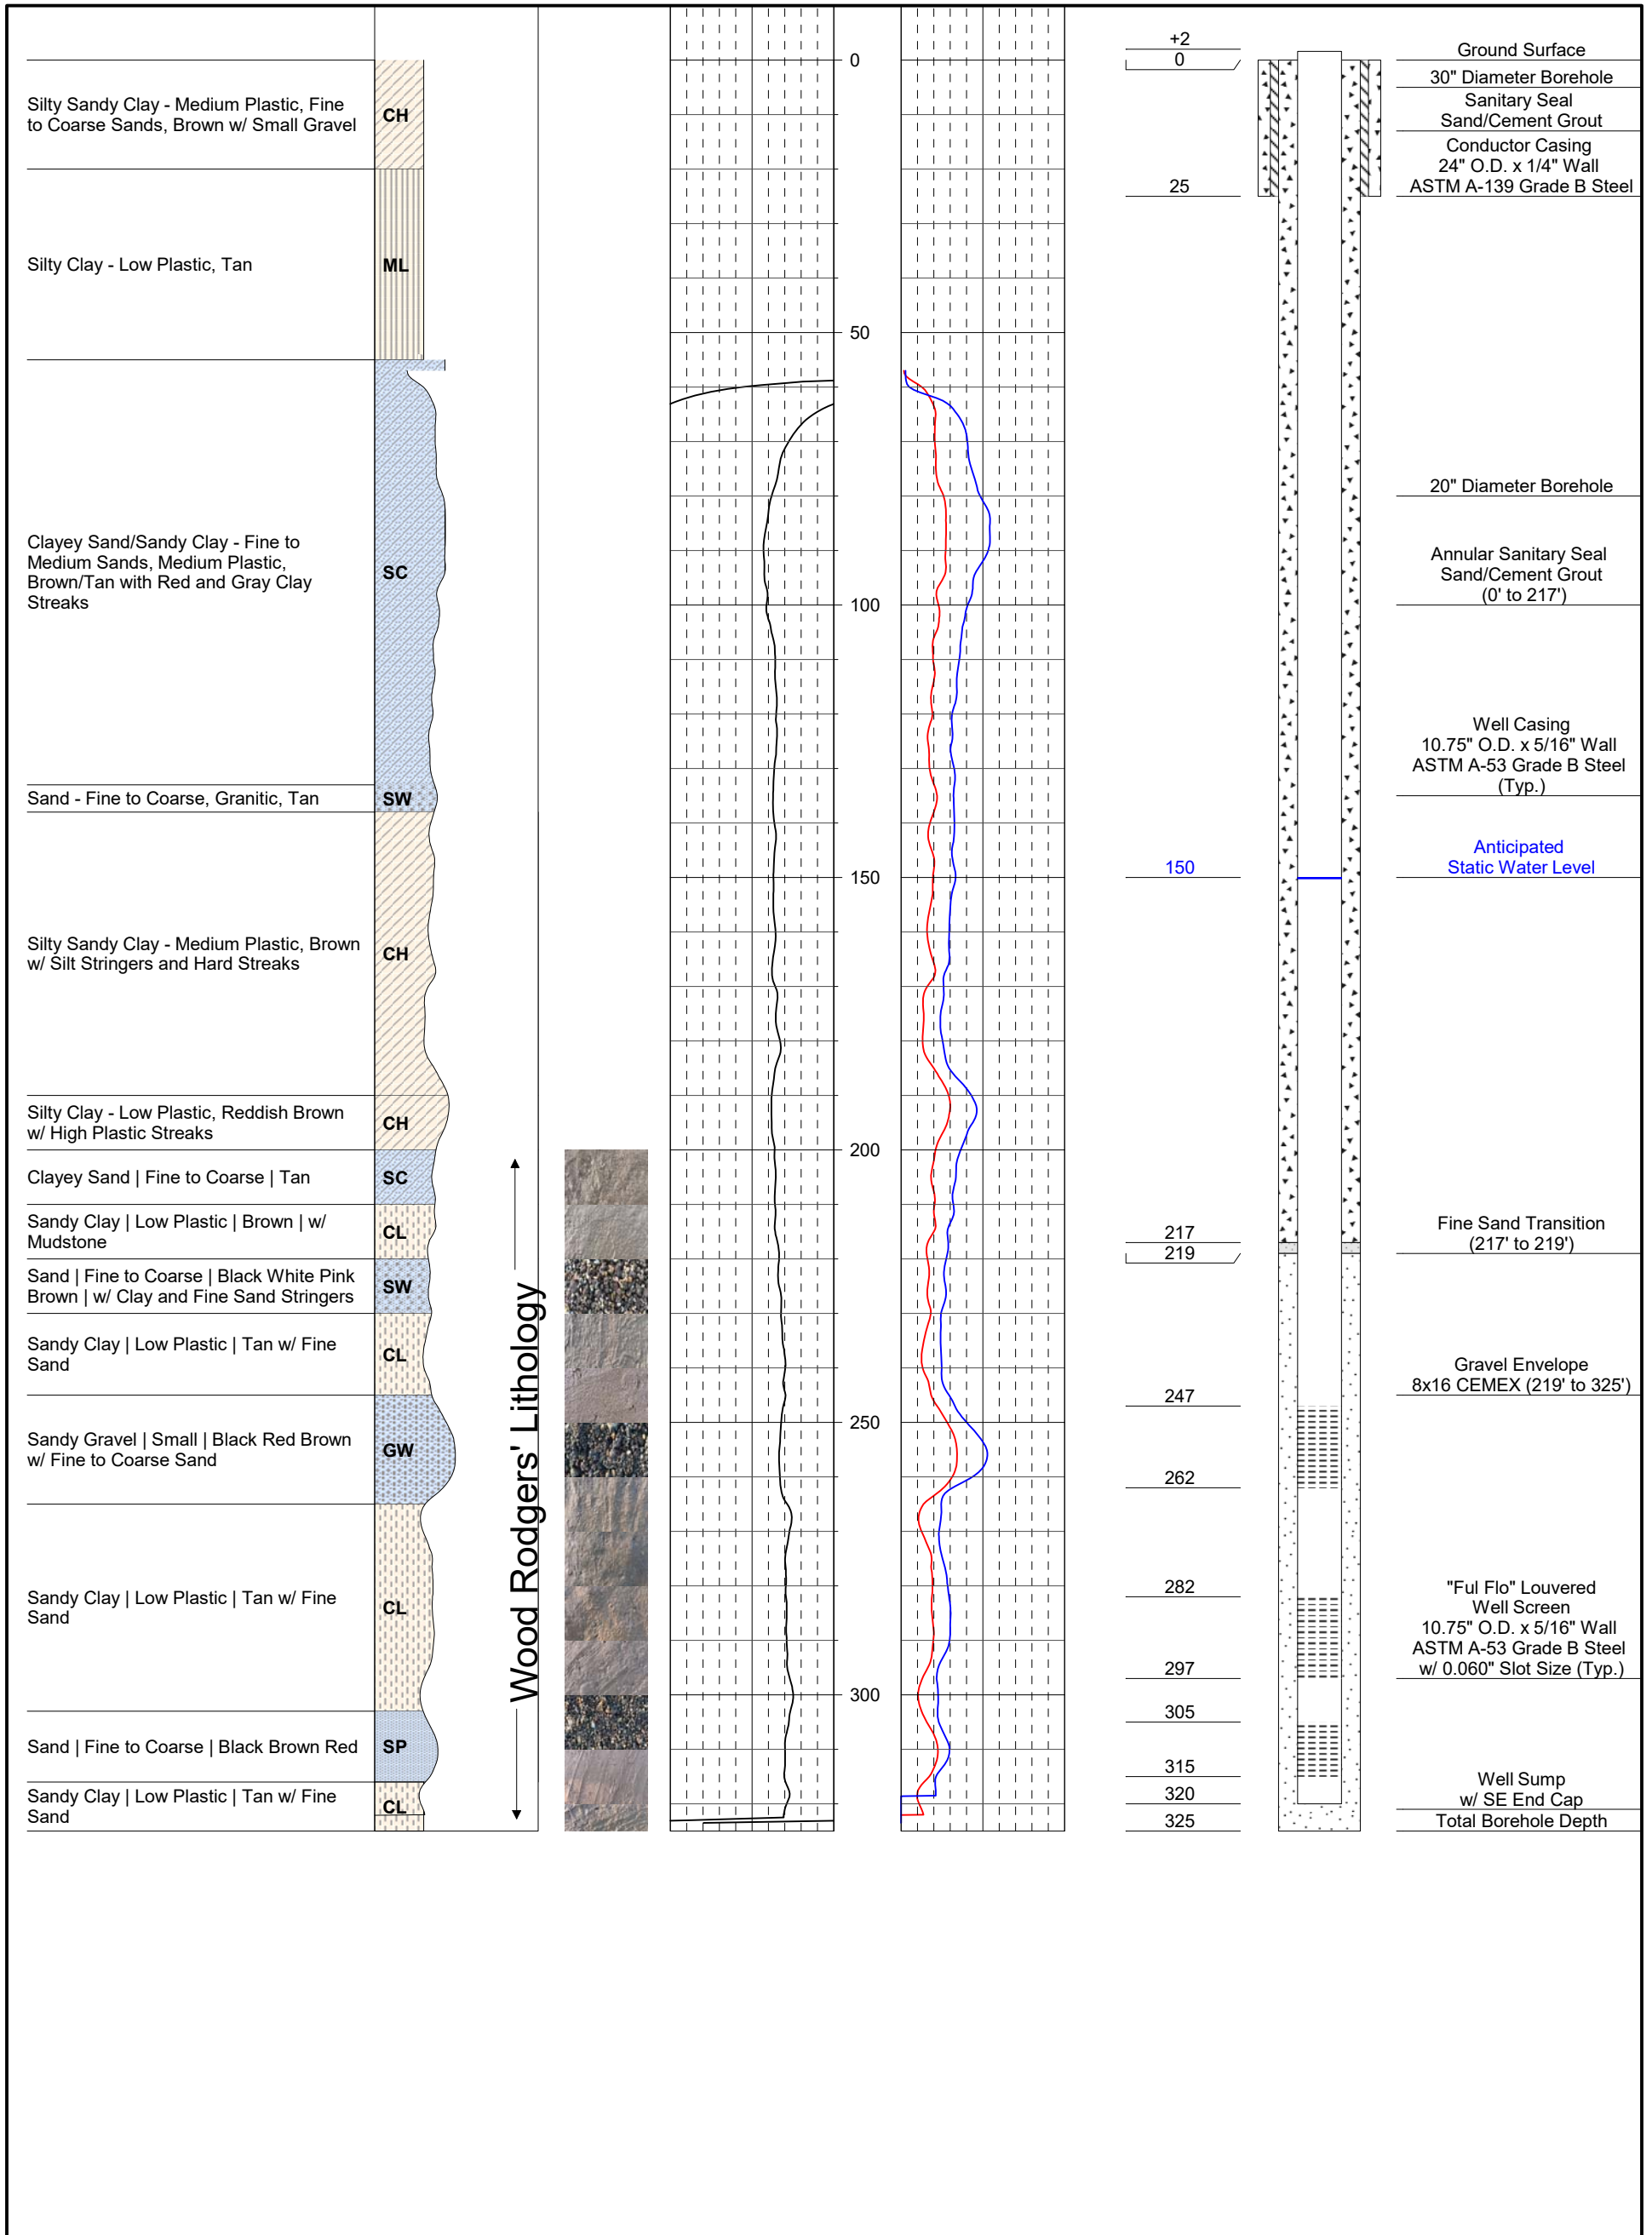 Silty Sandy Clay - Medium Plastic, Fine
to Coarse Sands, Brown w/ Small Gravel
CH
Silty Clay - Low Plastic, Tan
ML
Clayey Sand/Sandy Clay - Fine to
Medium Sands, Medium Plastic,
Brown/Tan with Red and Gray Clay
Streaks
SC
Sand - Fine to Coarse, Granitic, Tan
SW
Silty Sandy Clay - Medium Plastic, Brown
w/ Silt Stringers and Hard Streaks
CH
Silty Clay - Low Plastic, Reddish Brown
w/ High Plastic Streaks
CH
Clayey Sand | Fine to Coarse | Tan
SC
Sandy Clay | Low Plastic | Brown | w/
Mudstone
CL
Sand | Fine to Coarse | Black White Pink
Brown | w/ Clay and Fine Sand Stringers
SW
Sandy Clay | Low Plastic | Tan w/ Fine
Sand
CL
Sandy Gravel | Small | Black Red Brown
w/ Fine to Coarse Sand
GW
Sandy Clay | Low Plastic | Tan w/ Fine
Sand
CL
Sand | Fine to Coarse | Black Brown Red
SP
Sandy Clay | Low Plastic | Tan w/ Fine
Sand
CL
Wood Rodgers' Lithology
0
50
100
150
200
250
300
+2
0
25
150
217
219
247
262
282
297
305
315
320
325
Ground Surface
30" Diameter Borehole
Sanitary Seal
Sand/Cement Grout
Conductor Casing
24" O.D. x 1/4" Wall
ASTM A-139 Grade B Steel
20" Diameter Borehole
Annular Sanitary Seal
Sand/Cement Grout
(0' to 217')
Well Casing
10.75" O.D. x 5/16" Wall
ASTM A-53 Grade B Steel
(Typ.)
Anticipated
Static Water Level
Fine Sand Transition
(217' to 219')
Gravel Envelope
8x16 CEMEX (219' to 325')
"Ful Flo" Louvered
Well Screen
10.75" O.D. x 5/16" Wall
ASTM A-53 Grade B Steel
w/ 0.060" Slot Size (Typ.)
Well Sump
w/ SE End Cap
Total Borehole Depth